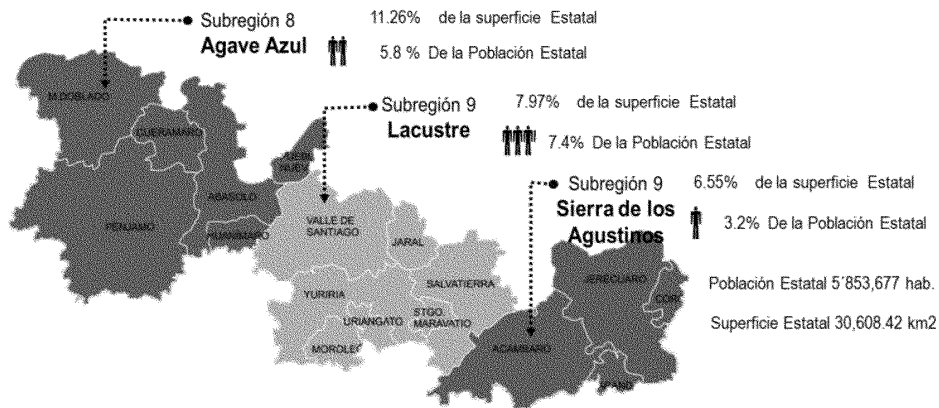 Subregión 8
Agave Azul
11.26% de la superficie Estatal
5.8 % De la Población Estatal
Subregión 9
Lacustre
7.97% de la superficie Estatal
7.4% De la Población Estatal
Subregión 9
Sierra de los
Agustinos
6.55% de la superficie Estatal
3.2% De la Población Estatal
Población Estatal 5´853,677 hab.
Superficie Estatal 30,608.42 km2
M.DOBLADO
CUERAMARO
ABASOLO
PENJAMO
HUANIMARO
VALLE DE
SANTIAGO
JARAL
YURIRIA
SALVATIERRA
URIANGATO
STGO.
MARAVATIO
MOROLEO
ACAMBARO
JERECUARO
COR